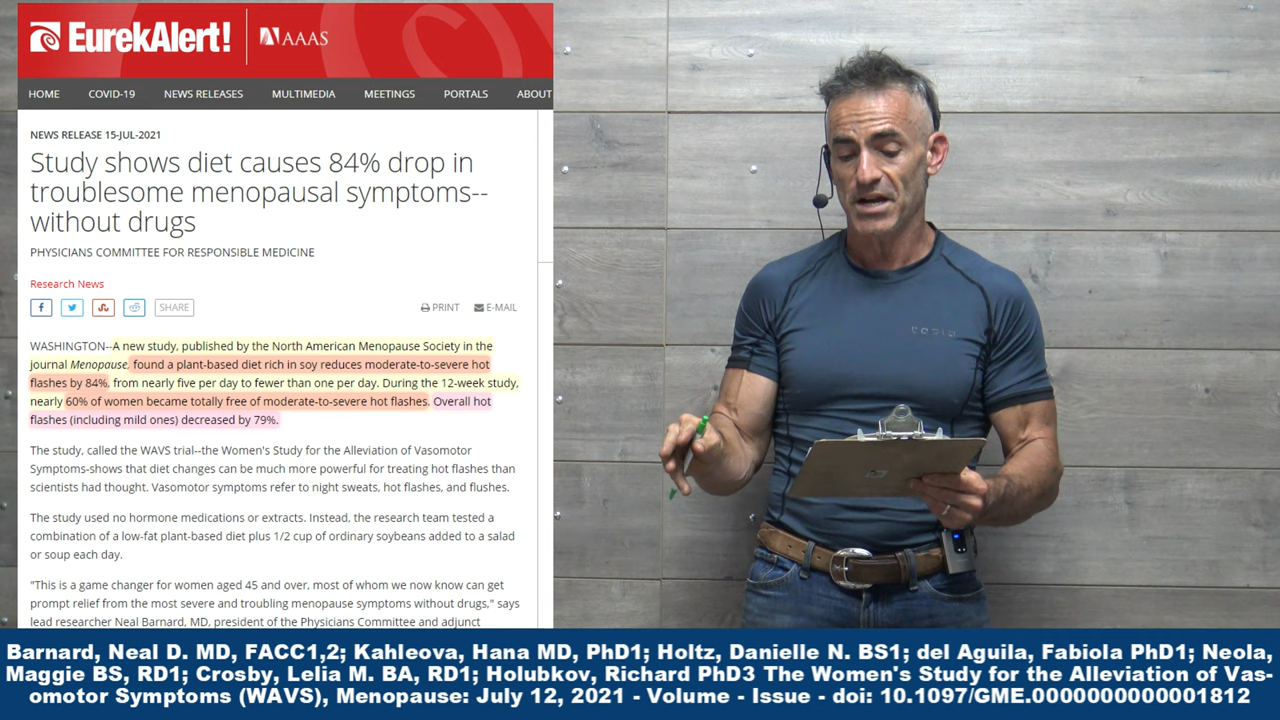 EurekAlert! AAAS
HOME COVID-19 NEWS RELEASES MULTIMEDIA MEETINGS PORTALS ABOUT
NEWS RELEASE 15-JUL-2021
Study shows diet causes 84% drop in
troublesome menopausal symptoms--
without drugs
PHYSICIANS COMMITTEE FOR RESPONSIBLE MEDICINE
Research News
SHARE PRINT E-MAIL
WASHINGTON--A new study, published by the North American Menopause Society in the
journal Menopause, found a plant-based diet rich in soy reduces moderate-to-severe hot
flashes by 84%, from nearly five per day to fewer than one per day. During the 12-week study,
nearly 60% of women became totally free of moderate-to-severe hot flashes. Overall hot
flashes (including mild ones) decreased by 79%.
The study, called the WAVS trial--the Women's Study for the Alleviation of Vasomotor
Symptoms-shows that diet changes can be much more powerful for treating hot flashes than
scientists had thought. Vasomotor symptoms refer to night sweats, hot flashes, and flushes.
The study used no hormone medications or extracts. Instead, the research team tested a
combination of a low-fat plant-based diet plus 1/2 cup of ordinary soybeans added to a salad
or soup each day.
"This is a game changer for women aged 45 and over, most of whom we now know can get
prompt relief from the most severe and troubling menopause symptoms without drugs," says
lead researcher Neal Barnard, MD, president of the Physicians Committee and adjunct
Barnard, Neal D. MD, FACC1,2; Kahleova, Hana MD, PhD1; Holtz, Danielle N. BS1; del Aguila, Fabiola PhD1; Neola,
Maggie BS, RD1; Crosby, Lelia M. BA, RD1; Holubkov, Richard PhD3 The Women's Study for the Alleviation of Vas-
omotor Symptoms (WAVS), Menopause: July 12, 2021 - Volume - Issue - doi: 10.1097/GME.0000000000001812